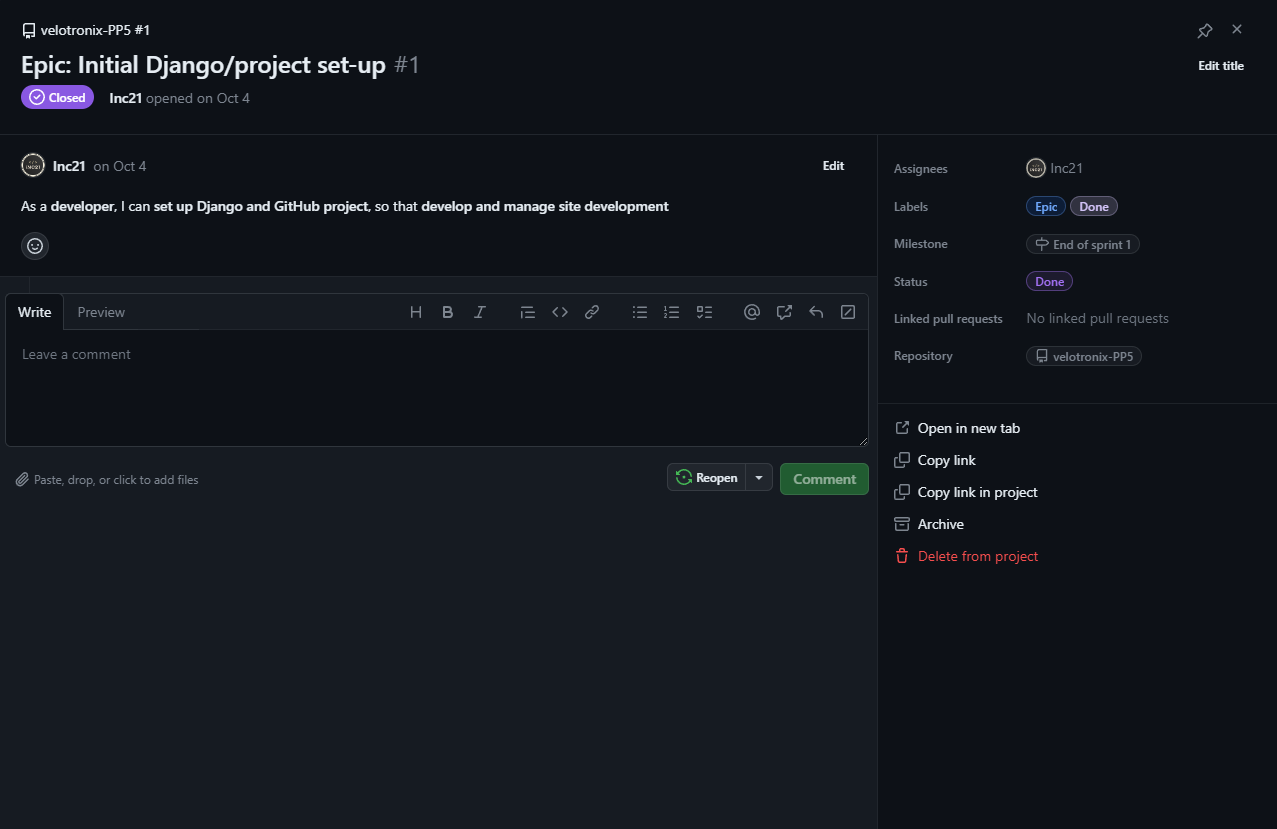 velotronix-PP5 #1
Epic: Initial Django/project set-up #1
Edit title
Closed
Inc21 opened on Oct 4
Inc21 on Oct 4
Edit
As a developer, I can set up Django and GitHub project, so that develop and manage site development
Write
Preview
Leave a comment
Paste, drop, or click to add files
Reopen
Comment
Assignees
Inc21
Labels
Epic
Done
Milestone
End of sprint 1
Status
Done
Linked pull requests
No linked pull requests
Repository
velotronix-PP5
Open in new tab
Copy link
Copy link in project
Archive
Delete from project